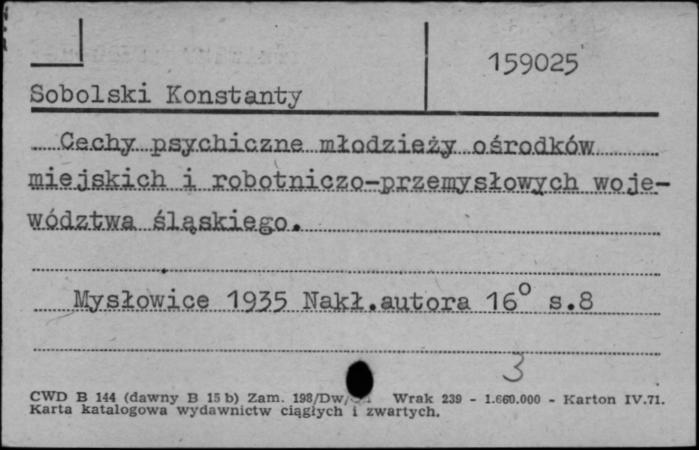 159025
Sobolski Konstanty
Cechy psychiczne młodzieży ośrodków
miejskich i robotniczo-przemysłowych woje-
wództwa śląskiego.
Mysłowice 1935 Nakł.autora 16° s.8
3
CWD B 144 (dawny B 15 b) Zam. 198/Dw/ Wrak 239 - 1.660.000 - Karton IV.71.
Karta katalogowa wydawnictw ciągłych i zwartych.